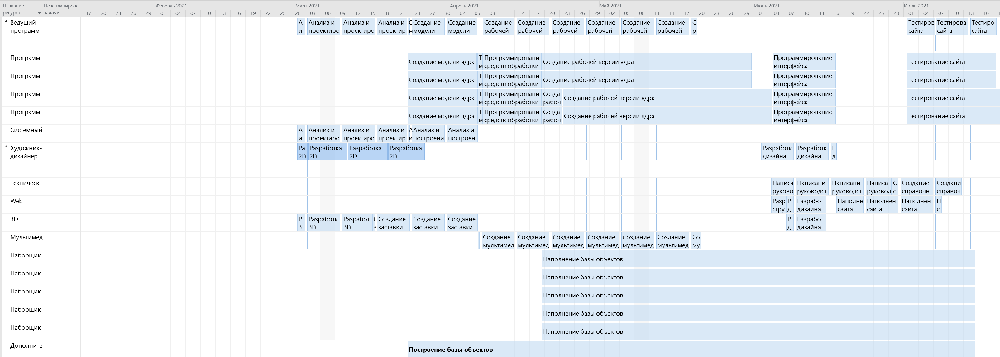 Название Незапланирова Февраль 2021 Март 2021 Апрель 2021 Май 2021 Июнь 2021 Июль 2021
ресурса задачи 17 20 23 26 29 01 04 07 10 13 16 19 22 25 28 03 06 09 12 15 18 21 24 27 30 02 05 08 11 14 17 20 23 26 29 02 05 08 11 14 17 20 23 26 29 01 04 07 10 13 16 19 22 25 28 01 04 07 10 13 16
Ведущий А Анализ и Анализ и Анализ и С Создание Создание Создание Создание Создание Создание Создание Создание С Тестиров Тестирова Тестиро
программ и проектиро проектиро проектир м модели модели рабочей рабочей рабочей рабочей рабочей рабочей р сайта сайта сайта
Программ Создание модели ядра Т Программировани Создание рабочей версии ядра Программирование Тестирование сайта
м средств обработки интерфейса
Программ Создание модели ядра Т Программировани Создание рабочей версии ядра Программирование Тестирование сайта
м средств обработки интерфейса
Программ Создание модели ядра Т Программировани Созда Создание рабочей версии ядра Программирование Тестирование сайта
м средств обработки рабоч интерфейса
Программ Создание модели ядра Т Программировани Созда Создание рабочей версии ядра Программирование Тестирование сайта
м средств обработки рабоч интерфейса
Системный А Анализ и Анализ и Анализ и А Анализ и Анализ и
и проектиро проектиро проектир и построени построен
Художник- Ра Разработка Разработка Разработка Разработк Разработк Р
дизайнер 2D 2D 2D 2D дизайна дизайна д
Техническ Написа Написани Написани Написа С Создание Создани
руково руководст руководст руковод с справочн справоч
Web Разр Р Разработ Наполне Наполнен Наполнен Н
стру д дизайна сайта сайта сайта с
3D Р Разработк Разработ С Создание Создание Создание Р Разработ
3 3D 3D з заставки заставки заставки д дизайна
Мультимед Создание Создание Создание Создание Создание Создание Со
мультимед мультимед мультимед мультимед мультимед мультимед му
Наборщик Наполнение базы объектов
Наборщик Наполнение базы объектов
Наборщик Наполнение базы объектов
Наборщик Наполнение базы объектов
Наборщик Наполнение базы объектов
Дополните Построение базы объектов